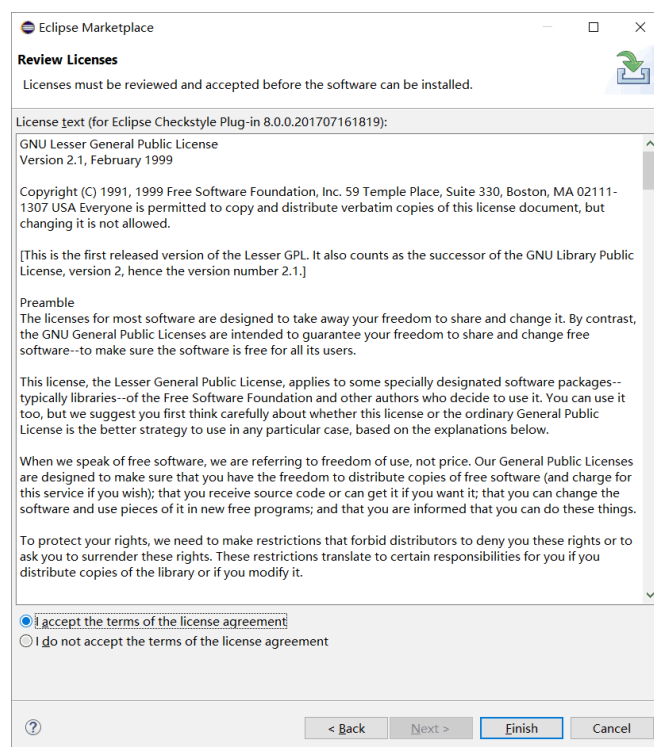 Eclipse Marketplace
Review Licenses
Licenses must be reviewed and accepted before the software can be installed.
License text (for Eclipse Checkstyle Plug-in 8.0.0.201707161819):
GNU Lesser General Public License
Version 2.1, February 1999
Copyright (C) 1991, 1999 Free Software Foundation, Inc. 59 Temple Place, Suite 330, Boston, MA 02111-
1307 USA Everyone is permitted to copy and distribute verbatim copies of this license document, but
changing it is not allowed.
[This is the first released version of the Lesser GPL. It also counts as the successor of the GNU Library Public
License, version 2, hence the version number 2.1.]
Preamble
The licenses for most software are designed to take away your freedom to share and change it. By contrast,
the GNU General Public Licenses are intended to guarantee your freedom to share and change free
software--to make sure the software is free for all its users.
This license, the Lesser General Public License, applies to some specially designated software packages--
typically libraries--of the Free Software Foundation and other authors who decide to use it. You can use it
too, but we suggest you first think carefully about whether this license or the ordinary General Public
License is the better strategy to use in any particular case, based on the explanations below.
When we speak of free software, we are referring to freedom of use, not price. Our General Public Licenses
are designed to make sure that you have the freedom to distribute copies of free software (and charge for
this service if you wish); that you receive source code or can get it if you want it; that you can change the
software and use pieces of it in new free programs; and that you are informed that you can do these things.
To protect your rights, we need to make restrictions that forbid distributors to deny you these rights or to
ask you to surrender these rights. These restrictions translate to certain responsibilities for you if you
distribute copies of the library or if you modify it.
I accept the terms of the license agreement
I do not accept the terms of the license agreement
? < Back Next > Finish Cancel